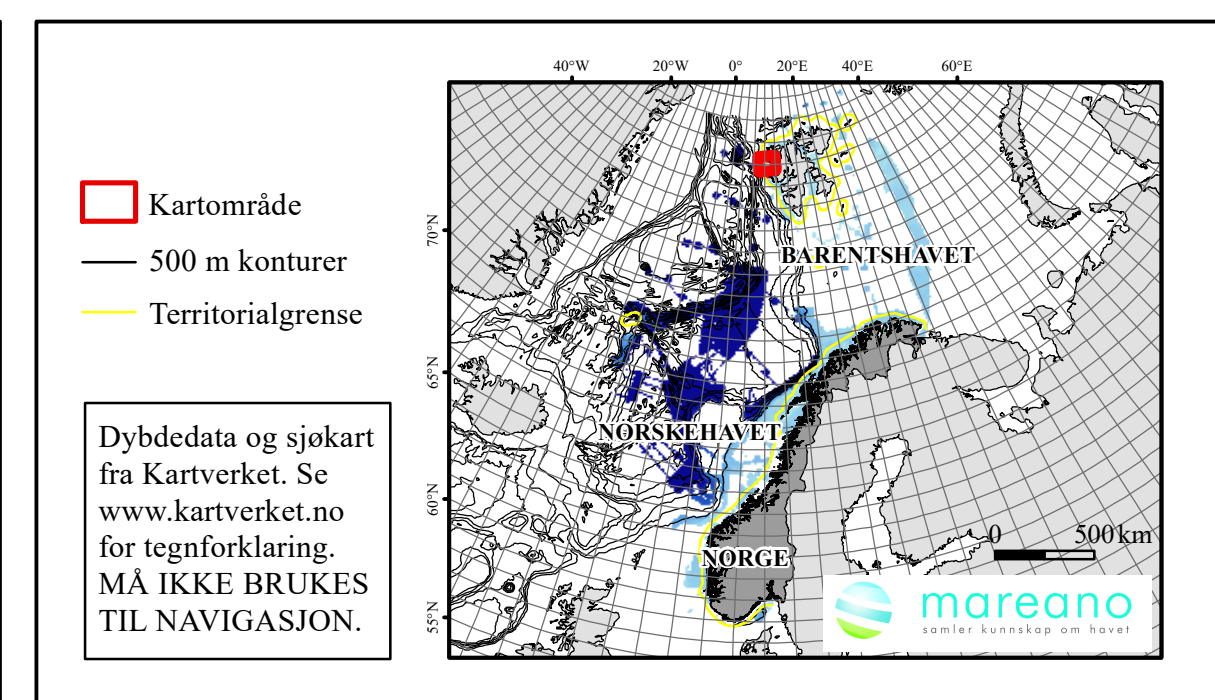 Kartområde
500 m konturer
Territorialgrense
Dybdedata og sjøkart
fra Kartverket. Se
www.kartverket.no
for tegnforklaring.
MÅ IKKE BRUKES
TIL NAVIGASJON.
40°W 20°W 0° 20°E 40°E 60°E
70°N
65°N
60°N
55°N
BARENTSHAVET
NORSKEHAVET
NORGE
0 500 km
mareano
samler kunnskap om havet